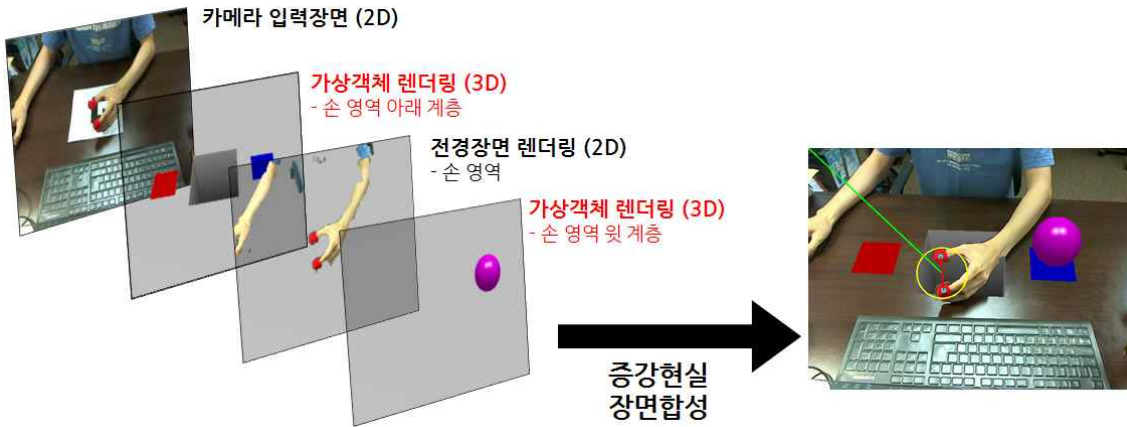 카메라 입력장면 (2D)
가상객체 렌더링 (3D)
- 손 영역 아래 계층
전경장면 렌더링 (2D)
- 손 영역
가상객체 렌더링 (3D)
- 손 영역 윗 계층
증강현실
장면합성